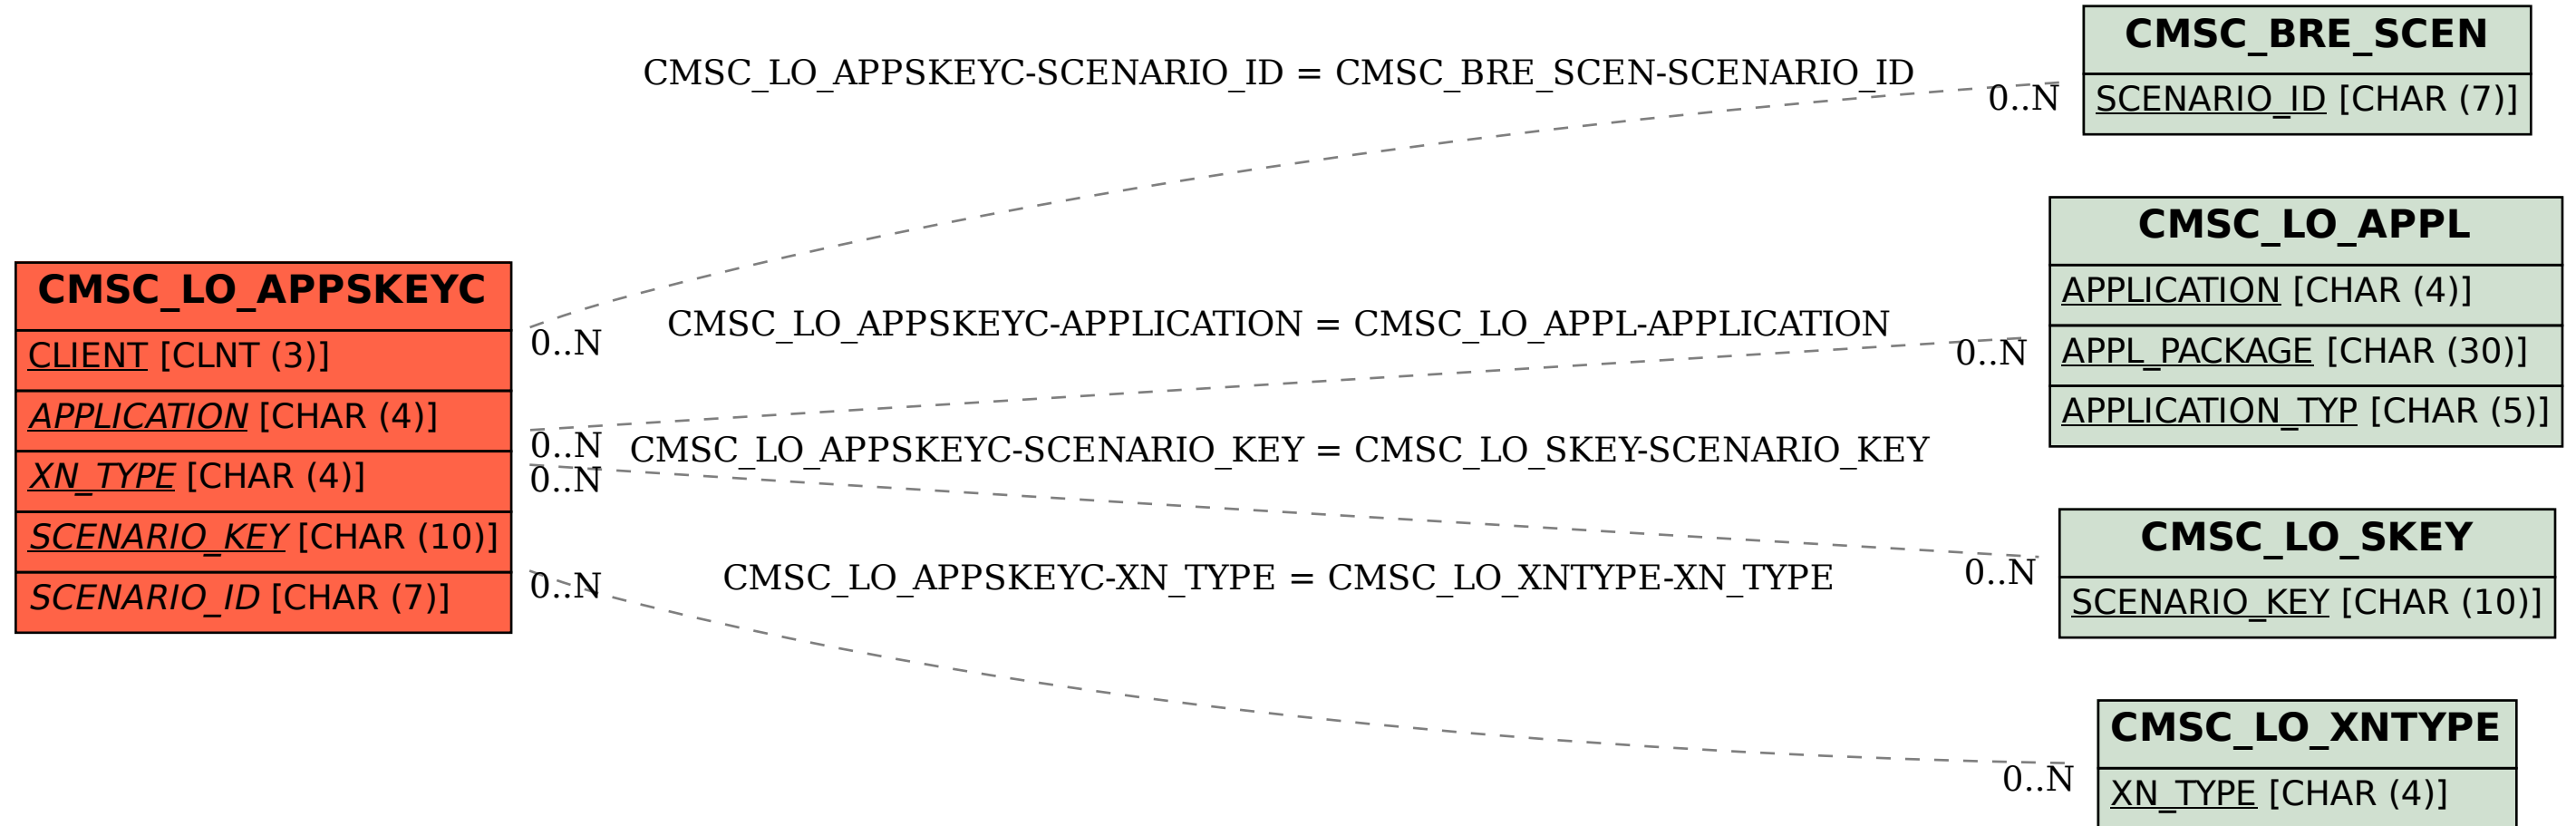 CMSC_LO_APPSKEYC
CLIENT [CLNT (3)]
APPLICATION [CHAR (4)]
XN_TYPE [CHAR (4)]
SCENARIO_KEY [CHAR (10)]
SCENARIO_ID [CHAR (7)]
CMSC_LO_APPSKEYC-SCENARIO_ID = CMSC_BRE_SCEN-SCENARIO_ID
0..N
0..N
CMSC_LO_APPSKEYC-APPLICATION = CMSC_LO_APPL-APPLICATION
0..N
0..N
CMSC_LO_APPSKEYC-SCENARIO_KEY = CMSC_LO_SKEY-SCENARIO_KEY
0..N
0..N
CMSC_LO_APPSKEYC-XN_TYPE = CMSC_LO_XNTYPE-XN_TYPE
0..N
0..N
CMSC_BRE_SCEN
SCENARIO_ID [CHAR (7)]
CMSC_LO_APPL
APPLICATION [CHAR (4)]
APPL_PACKAGE [CHAR (30)]
APPLICATION_TYP [CHAR (5)]
CMSC_LO_SKEY
SCENARIO_KEY [CHAR (10)]
CMSC_LO_XNTYPE
XN_TYPE [CHAR (4)]